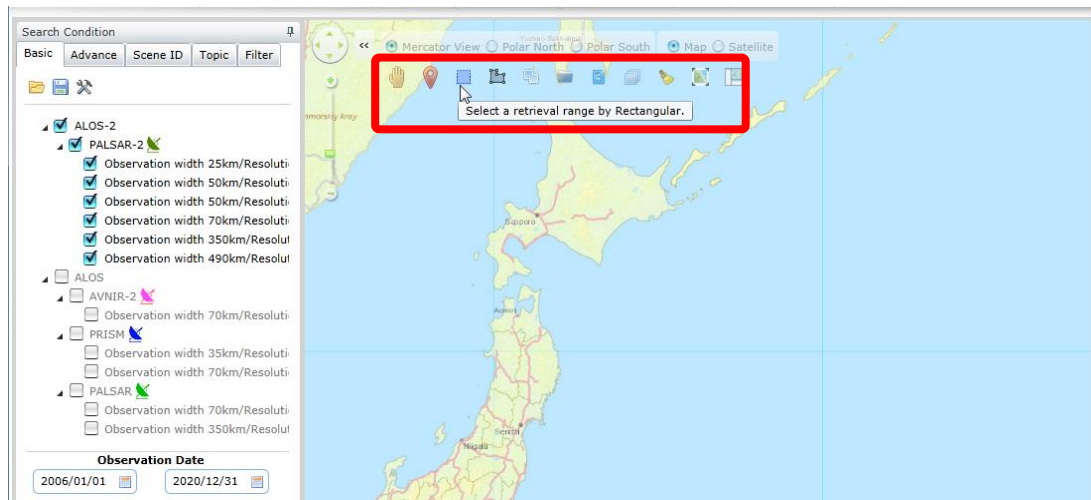 Search Condition
Basic Advance Scene ID Topic Filter
ALOS-2
PALSAR-2
Observation width 25km/Resoluti
Observation width 50km/Resoluti
Observation width 50km/Resoluti
Observation width 70km/Resoluti
Observation width 350km/Resolut
Observation width 490km/Resolut
ALOS
AVNIR-2
Observation width 70km/Resoluti
PRISM
Observation width 35km/Resoluti
Observation width 70km/Resoluti
PALSAR
Observation width 70km/Resoluti
Observation width 350km/Resolut
Observation Date
2006/01/01 2020/12/31
<< Mercator View Polar North Polar South Map Satellite
Select a retrieval range by Rectangular.
Sapporo
Aomori
Sendai
Niigata